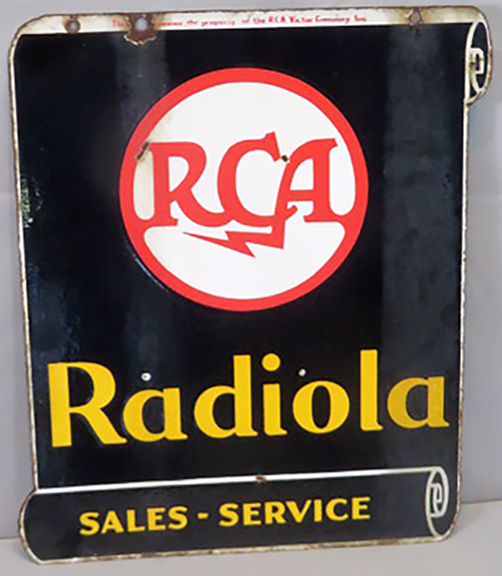 the property of the RCA Victor Company Inc
RCA
Radiola
SALES - SERVICE